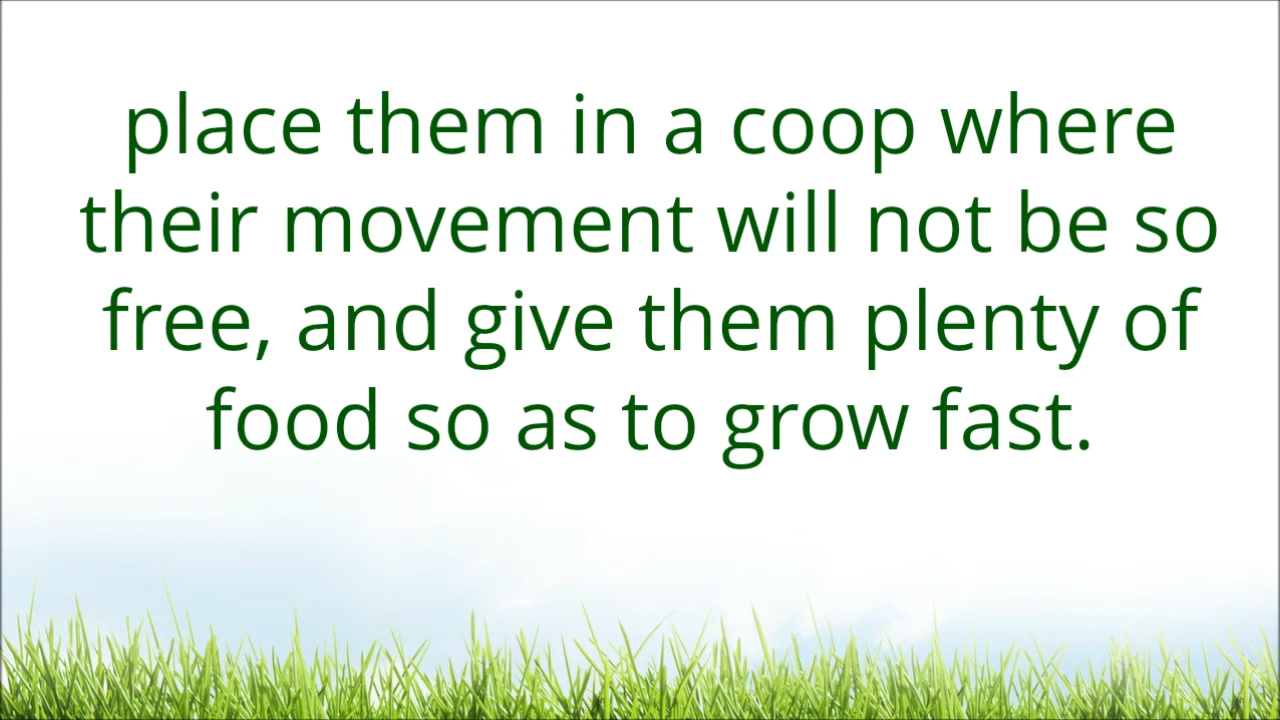 place them in a coop where
their movement will not be so
free, and give them plenty of
food so as to grow fast.